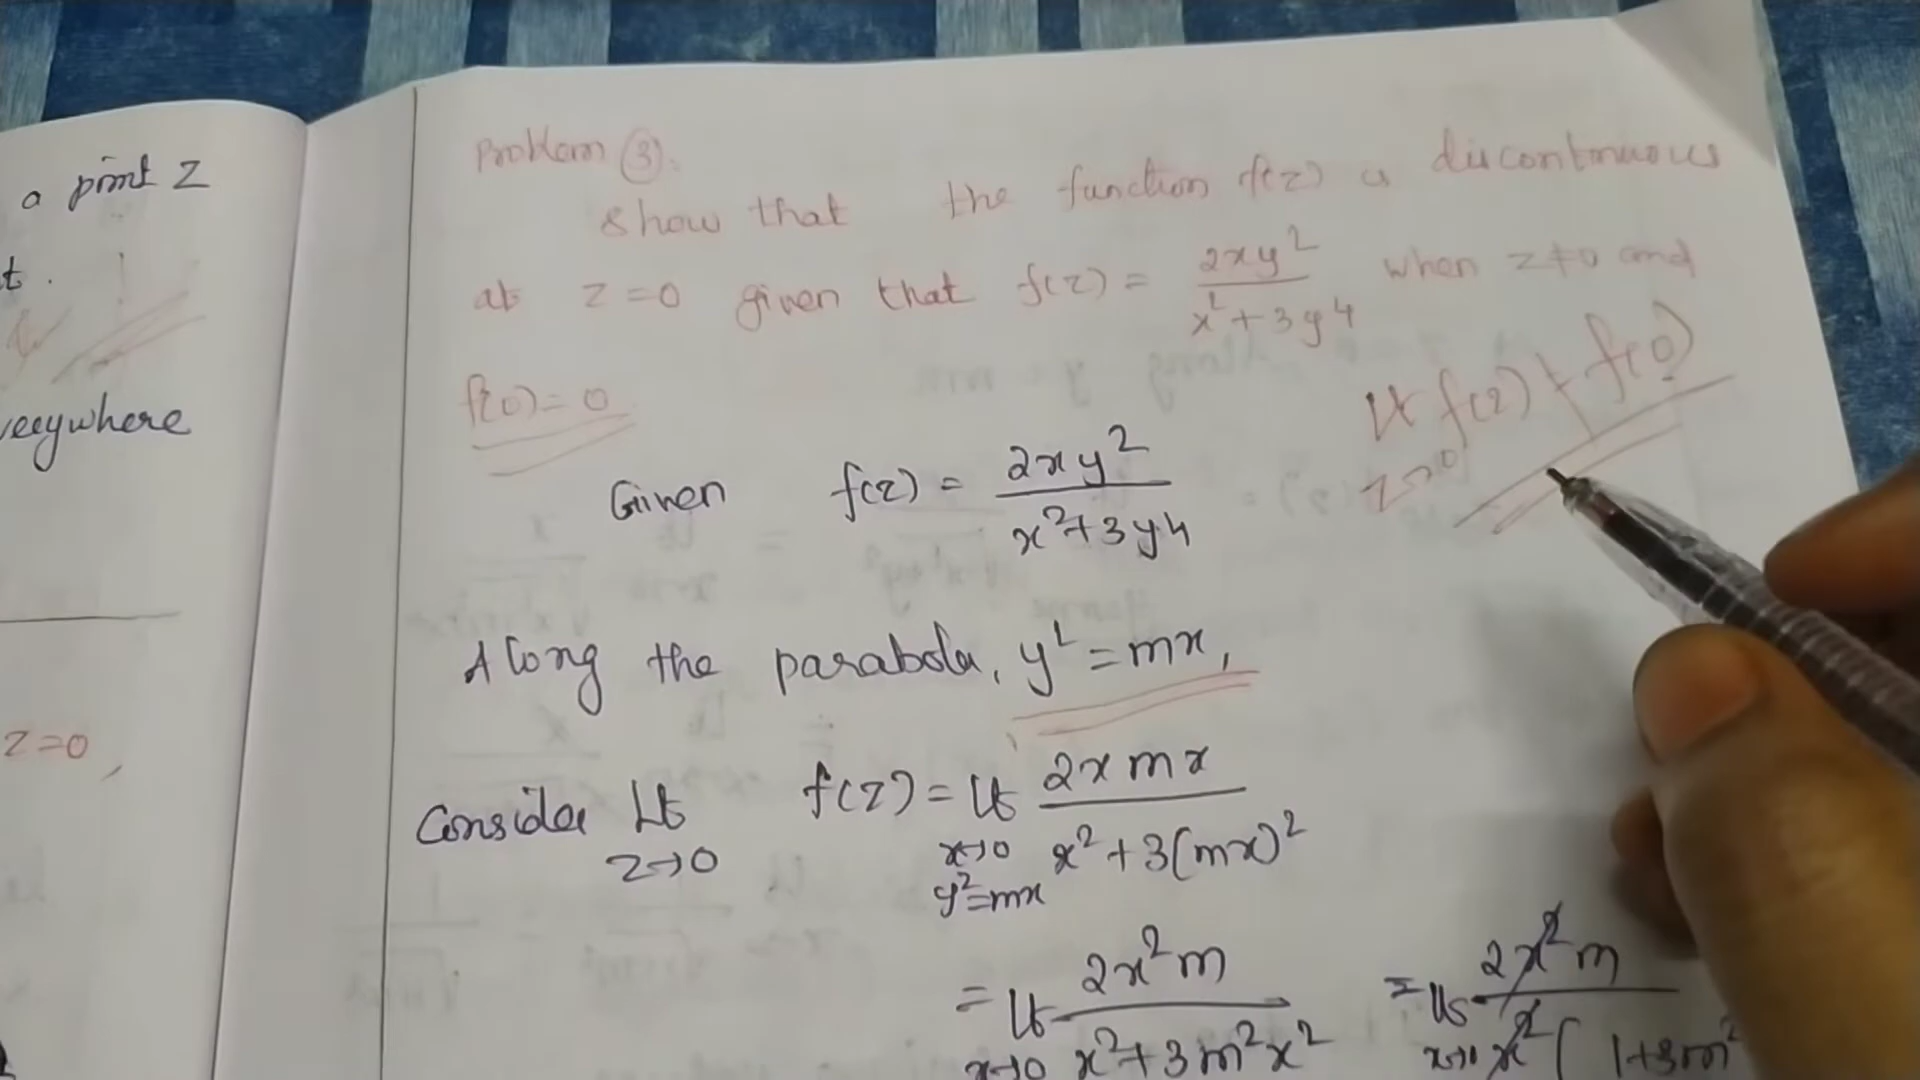 a point z
t.
everywhere
z=0,
Problem ③.
Show that the function f(z) is discontinuous
at z=0 given that f(z) = 2xy² / x²+3y⁴ when z≠0 and
f(0)=0
Lt z→0 f(z) ≠ f(0)
Given f(z) = 2xy² / x²+3y4
Along the parabola, y²=mx,
Consider Lt z→0 f(z) = Lt x→0 y²=mx 2x mx / x²+3(mx)²
= Lt x→0 2x²m / x²+3m²x² = Lt x→0 2x²m / x²(1+3m²